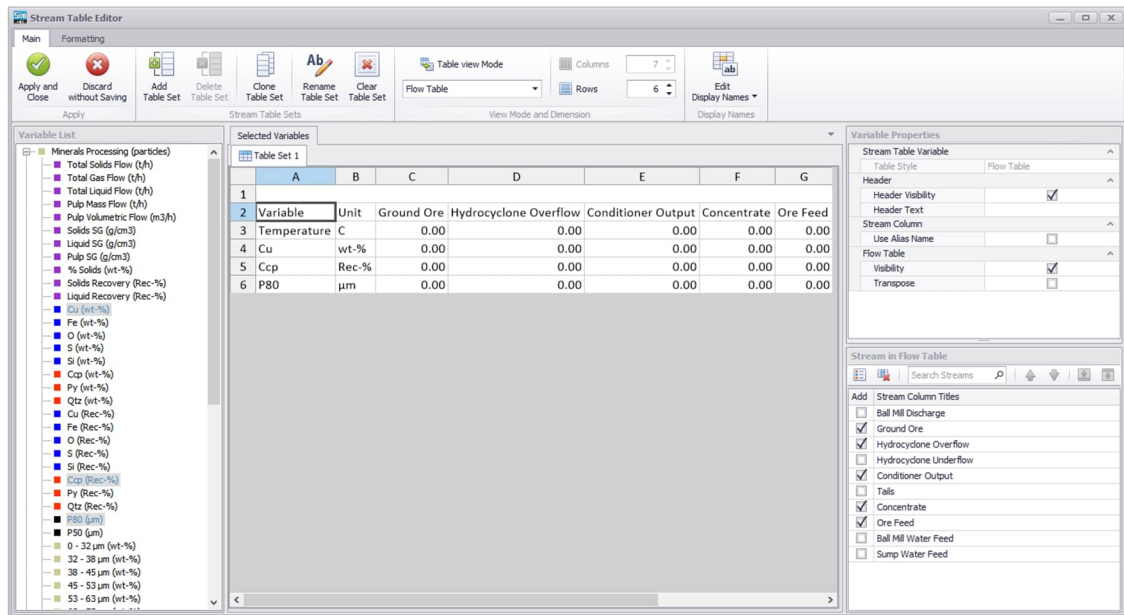 Stream Table Editor
Main Formatting
Apply and Close
Discard without Saving
Apply
Add Table Set
Delete Table Set
Clone Table Set
Rename Table Set
Clear Table Set
Stream Table Sets
Table view Mode
Flow Table
Columns 7
Rows 6
View Mode and Dimension
Edit Display Names
Display Names
Variable List
Minerals Processing (particles)
Total Solids Flow (t/h)
Total Gas Flow (t/h)
Total Liquid Flow (t/h)
Pulp Mass Flow (t/h)
Pulp Volumetric Flow (m3/h)
Solids SG (g/cm3)
Liquid SG (g/cm3)
Pulp SG (g/cm3)
% Solids (wt-%)
Solids Recovery (Rec-%)
Liquid Recovery (Rec-%)
Cu (wt-%)
Fe (wt-%)
O (wt-%)
S (wt-%)
Si (wt-%)
Ccp (wt-%)
Py (wt-%)
Qtz (wt-%)
Cu (Rec-%)
Fe (Rec-%)
O (Rec-%)
S (Rec-%)
Si (Rec-%)
Ccp (Rec-%)
Py (Rec-%)
Qtz (Rec-%)
P80 (µm)
P50 (µm)
0 - 32 µm (wt-%)
32 - 38 µm (wt-%)
38 - 45 µm (wt-%)
45 - 53 µm (wt-%)
53 - 63 µm (wt-%)
Selected Variables
Table Set 1
A B C D E F G
1
2 Variable Unit Ground Ore Hydrocyclone Overflow Conditioner Output Concentrate Ore Feed
3 Temperature C 0.00 0.00 0.00 0.00 0.00
4 Cu wt-% 0.00 0.00 0.00 0.00 0.00
5 Ccp Rec-% 0.00 0.00 0.00 0.00 0.00
6 P80 µm 0.00 0.00 0.00 0.00 0.00
Variable Properties
Stream Table Variable
Table Style Flow Table
Header
Header Visibility
Header Text
Stream Column
Use Alias Name
Flow Table
Visibility
Transpose
Stream in Flow Table
Search Streams
Add Stream Column Titles
Ball Mill Discharge
Ground Ore
Hydrocyclone Overflow
Hydrocyclone Underflow
Conditioner Output
Tails
Concentrate
Ore Feed
Ball Mill Water Feed
Sump Water Feed